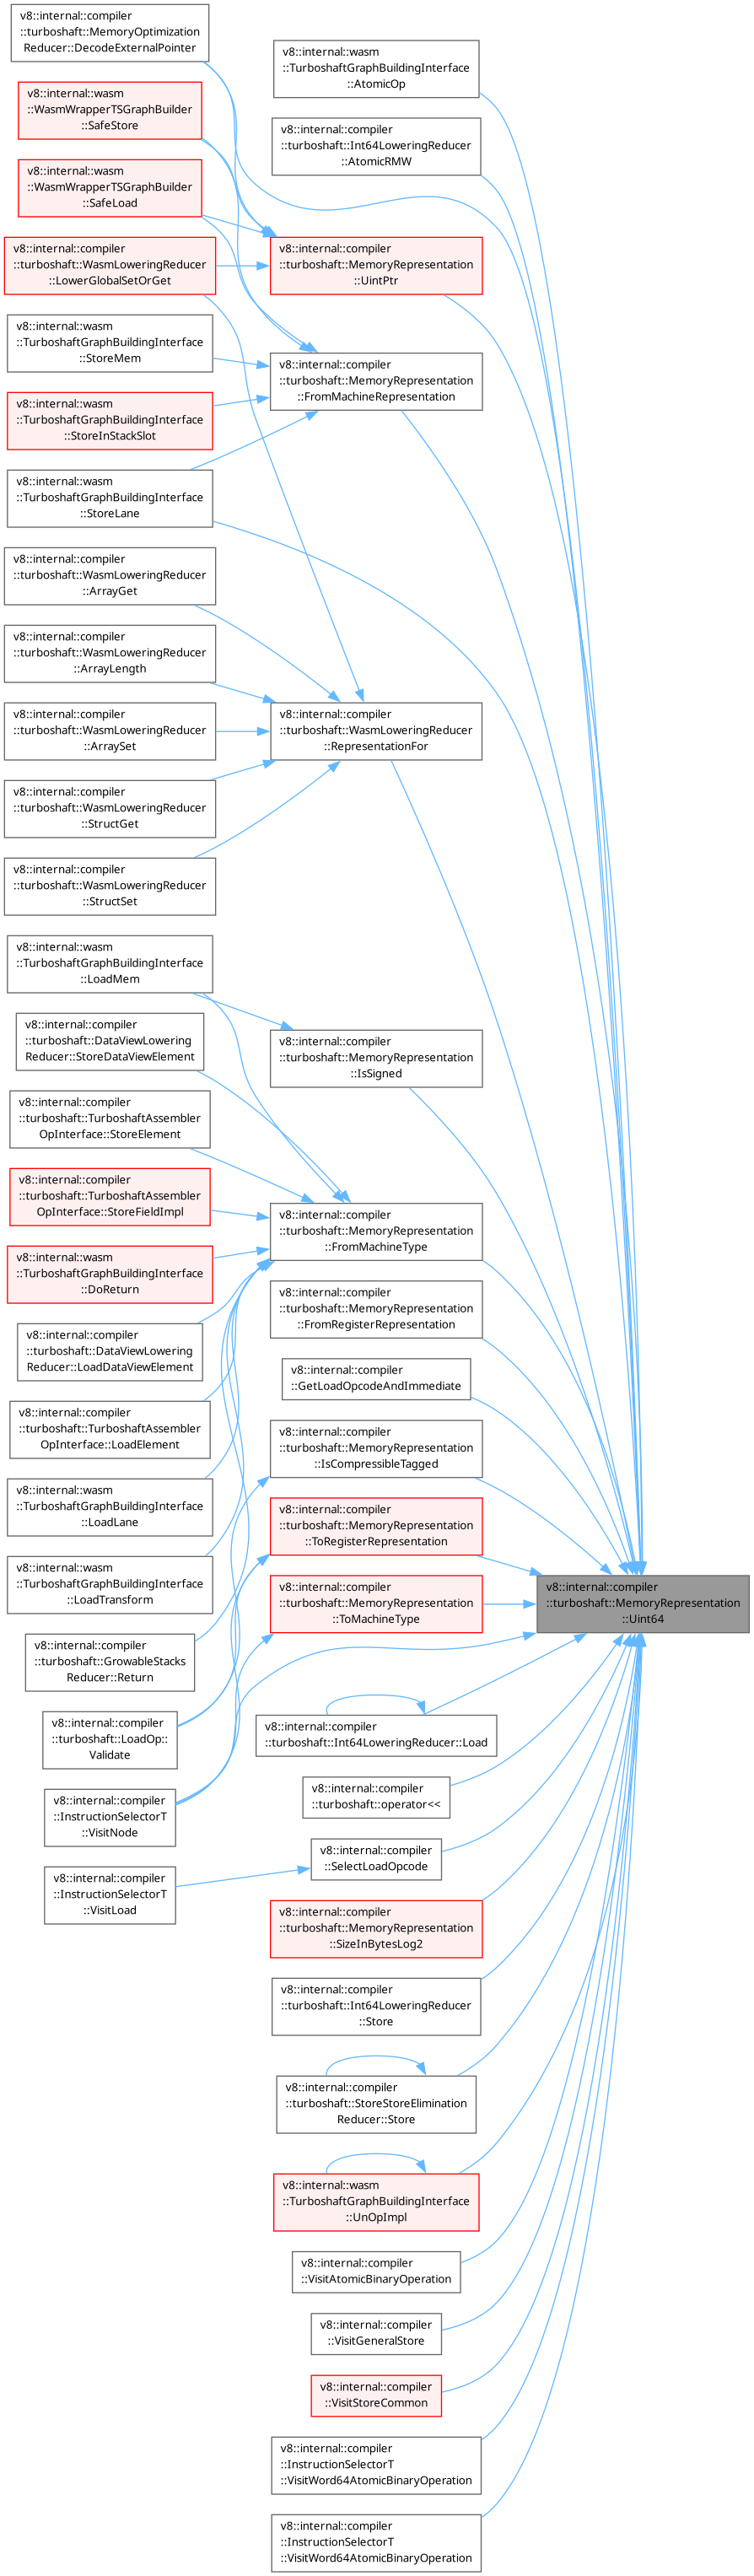 v8::internal::compiler
::turboshaft::MemoryOptimization
Reducer::DecodeExternalPointer
v8::internal::wasm
::WasmWrapperTSGraphBuilder
::SafeStore
v8::internal::wasm
::WasmWrapperTSGraphBuilder
::SafeLoad
v8::internal::compiler
::turboshaft::WasmLoweringReducer
::LowerGlobalSetOrGet
v8::internal::wasm
::TurboshaftGraphBuildingInterface
::StoreMem
v8::internal::wasm
::TurboshaftGraphBuildingInterface
::StoreInStackSlot
v8::internal::wasm
::TurboshaftGraphBuildingInterface
::StoreLane
v8::internal::compiler
::turboshaft::WasmLoweringReducer
::ArrayGet
v8::internal::compiler
::turboshaft::WasmLoweringReducer
::ArrayLength
v8::internal::compiler
::turboshaft::WasmLoweringReducer
::ArraySet
v8::internal::compiler
::turboshaft::WasmLoweringReducer
::StructGet
v8::internal::compiler
::turboshaft::WasmLoweringReducer
::StructSet
v8::internal::wasm
::TurboshaftGraphBuildingInterface
::LoadMem
v8::internal::compiler
::turboshaft::DataViewLowering
Reducer::StoreDataViewElement
v8::internal::compiler
::turboshaft::TurboshaftAssembler
OpInterface::StoreElement
v8::internal::compiler
::turboshaft::TurboshaftAssembler
OpInterface::StoreFieldImpl
v8::internal::wasm
::TurboshaftGraphBuildingInterface
::DoReturn
v8::internal::compiler
::turboshaft::DataViewLowering
Reducer::LoadDataViewElement
v8::internal::compiler
::turboshaft::TurboshaftAssembler
OpInterface::LoadElement
v8::internal::wasm
::TurboshaftGraphBuildingInterface
::LoadLane
v8::internal::wasm
::TurboshaftGraphBuildingInterface
::LoadTransform
v8::internal::compiler
::turboshaft::GrowableStacks
Reducer::Return
v8::internal::compiler
::turboshaft::LoadOp::
Validate
v8::internal::compiler
::InstructionSelectorT
::VisitNode
v8::internal::compiler
::InstructionSelectorT
::VisitLoad
v8::internal::wasm
::TurboshaftGraphBuildingInterface
::AtomicOp
v8::internal::compiler
::turboshaft::Int64LoweringReducer
::AtomicRMW
v8::internal::compiler
::turboshaft::MemoryRepresentation
::UintPtr
v8::internal::compiler
::turboshaft::MemoryRepresentation
::FromMachineRepresentation
v8::internal::compiler
::turboshaft::WasmLoweringReducer
::RepresentationFor
v8::internal::compiler
::turboshaft::MemoryRepresentation
::IsSigned
v8::internal::compiler
::turboshaft::MemoryRepresentation
::FromMachineType
v8::internal::compiler
::turboshaft::MemoryRepresentation
::FromRegisterRepresentation
v8::internal::compiler
::GetLoadOpcodeAndImmediate
v8::internal::compiler
::turboshaft::MemoryRepresentation
::IsCompressibleTagged
v8::internal::compiler
::turboshaft::MemoryRepresentation
::ToRegisterRepresentation
v8::internal::compiler
::turboshaft::MemoryRepresentation
::ToMachineType
v8::internal::compiler
::turboshaft::Int64LoweringReducer::Load
v8::internal::compiler
::turboshaft::operator<<
v8::internal::compiler
::SelectLoadOpcode
v8::internal::compiler
::turboshaft::MemoryRepresentation
::SizeInBytesLog2
v8::internal::compiler
::turboshaft::Int64LoweringReducer
::Store
v8::internal::compiler
::turboshaft::StoreStoreElimination
Reducer::Store
v8::internal::wasm
::TurboshaftGraphBuildingInterface
::UnOpImpl
v8::internal::compiler
::VisitAtomicBinaryOperation
v8::internal::compiler
::VisitGeneralStore
v8::internal::compiler
::VisitStoreCommon
v8::internal::compiler
::InstructionSelectorT
::VisitWord64AtomicBinaryOperation
v8::internal::compiler
::InstructionSelectorT
::VisitWord64AtomicBinaryOperation
v8::internal::compiler
::turboshaft::MemoryRepresentation
::Uint64